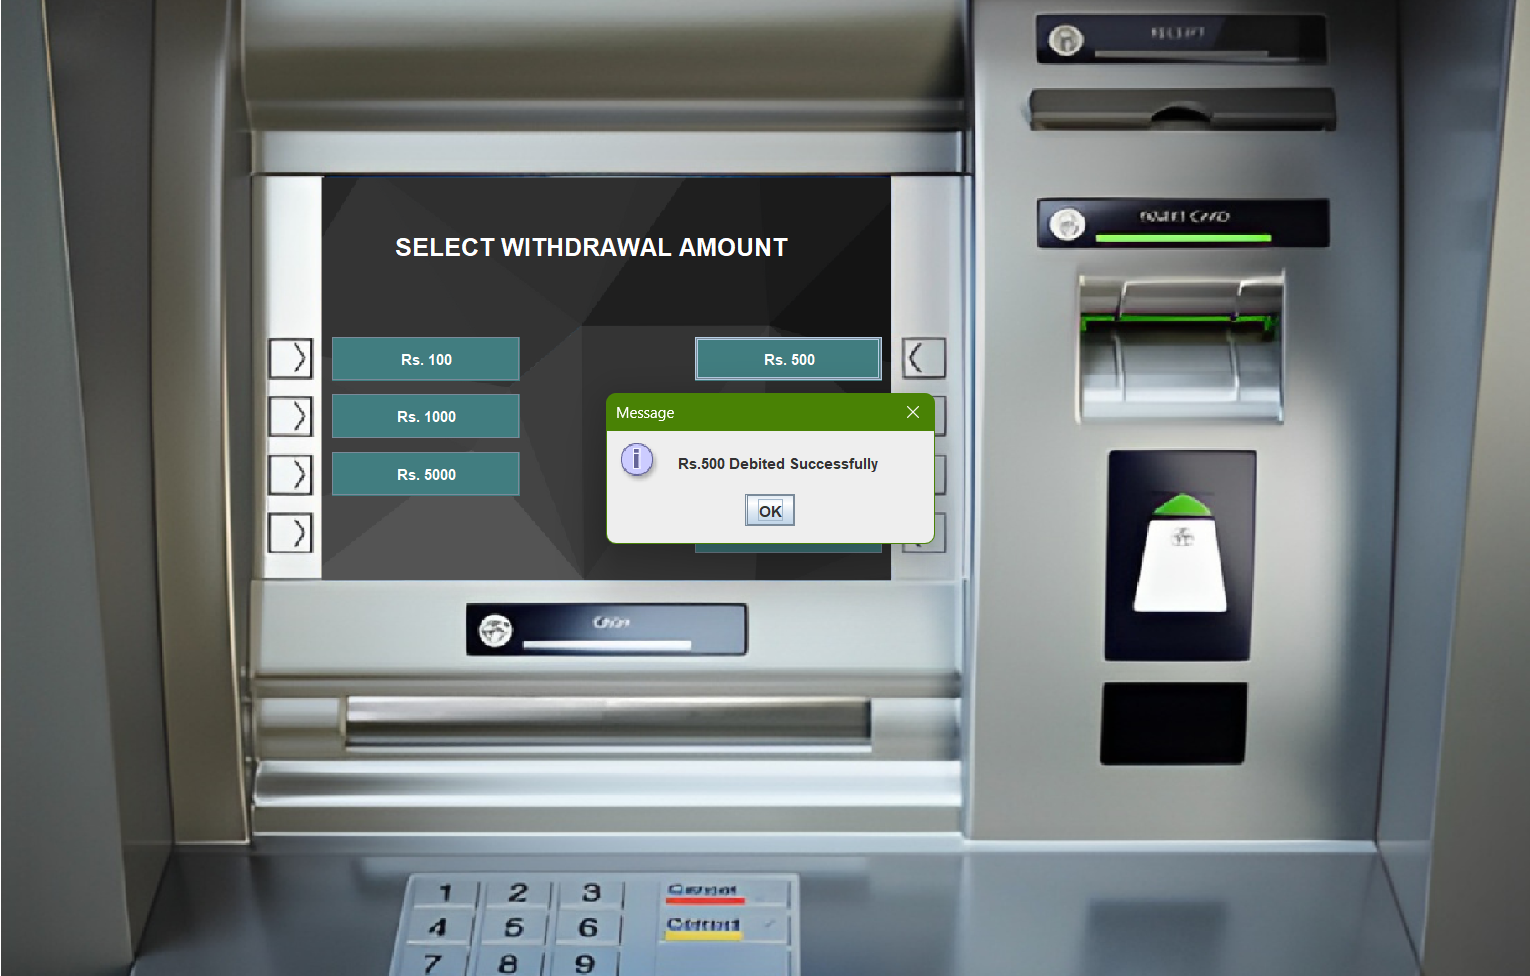 SELECT WITHDRAWAL AMOUNT
Rs. 100
Rs. 500
Rs. 1000
Rs. 5000
Message
Rs.500 Debited Successfully
OK
1 2 3
4 5 6
7 8 9